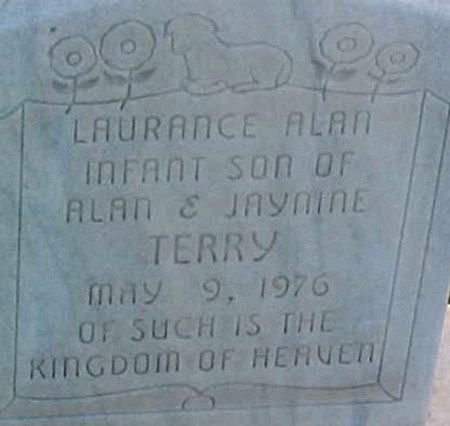 LAURANCE ALAN
INFANT SON OF
ALAN & JAYNINE
TERRY
MAY 9, 1976
OF SUCH IS THE
KINGDOM OF HEAVEN